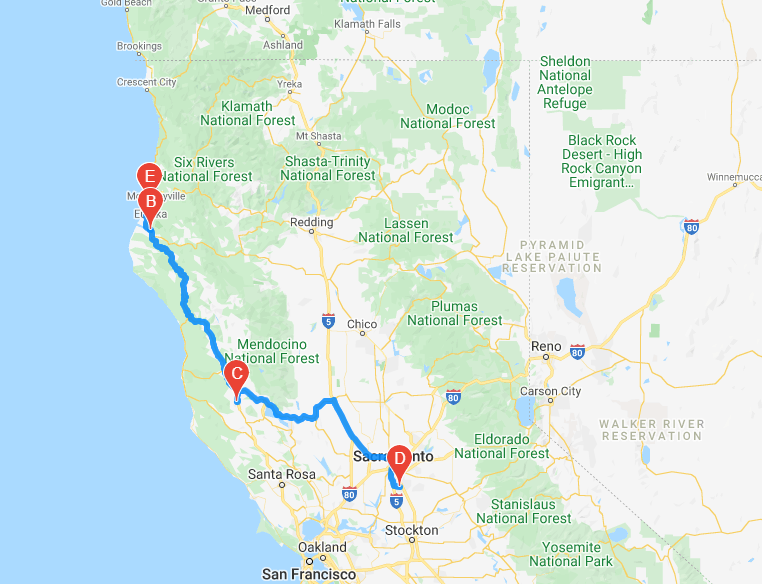 Gold Beach
Medford
National Forest
Klamath Falls
Brookings
Ashland
Crescent City
Yreka
Sheldon
National
Antelope
Refuge
Klamath
National Forest
Modoc
National Forest
Mt Shasta
Black Rock
Desert - High
Rock Canyon
Emigrant...
E
Six Rivers
National Forest
Shasta-Trinity
National Forest
Winnemucca
B
Eureka
Redding
Lassen
National Forest
80
PYRAMID
LAKE PAIUTE
RESERVATION
Plumas
National Forest
5
Chico
Mendocino
National Forest
Reno
80
C
80
Carson City
WALKER RIVER
RESERVATION
Eldorado
National Forest
Sacramento
D
Santa Rosa
80
5
Stanislaus
National Forest
Stockton
Oakland
Yosemite
National Park
San Francisco